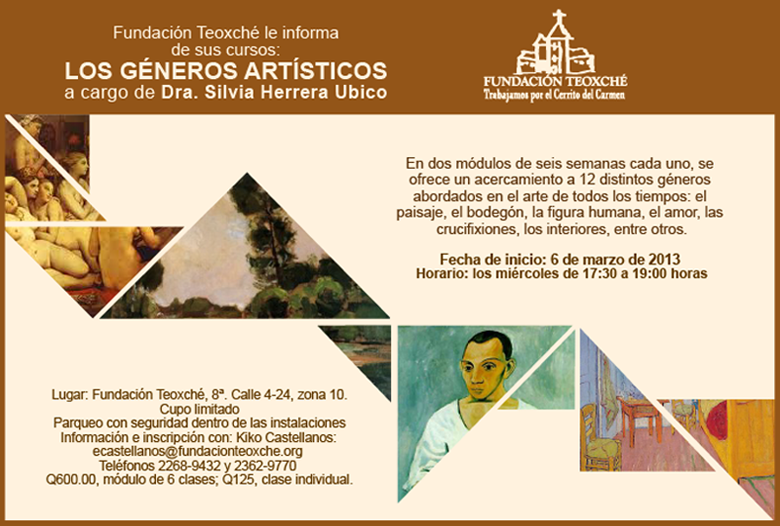 Fundación Teoxché le informa
de sus cursos:
LOS GÉNEROS ARTÍSTICOS
a cargo de Dra. Silvia Herrera Ubico
FUNDACIÓN TEOXCHÉ
Trabajamos por el Cerrito del Carmen
En dos módulos de seis semanas cada uno, se
ofrece un acercamiento a 12 distintos géneros
abordados en el arte de todos los tiempos: el
paisaje, el bodegón, la figura humana, el amor, las
crucifixiones, los interiores, entre otros.
Fecha de inicio: 6 de marzo de 2013
Horario: los miércoles de 17:30 a 19:00 horas
Lugar: Fundación Teoxché, 8ª. Calle 4-24, zona 10.
Cupo limitado
Parqueo con seguridad dentro de las instalaciones
Información e inscripción con: Kiko Castellanos:
ecastellanos@fundacionteoxche.org
Teléfonos 2268-9432 y 2362-9770
Q600.00, módulo de 6 clases; Q125, clase individual.